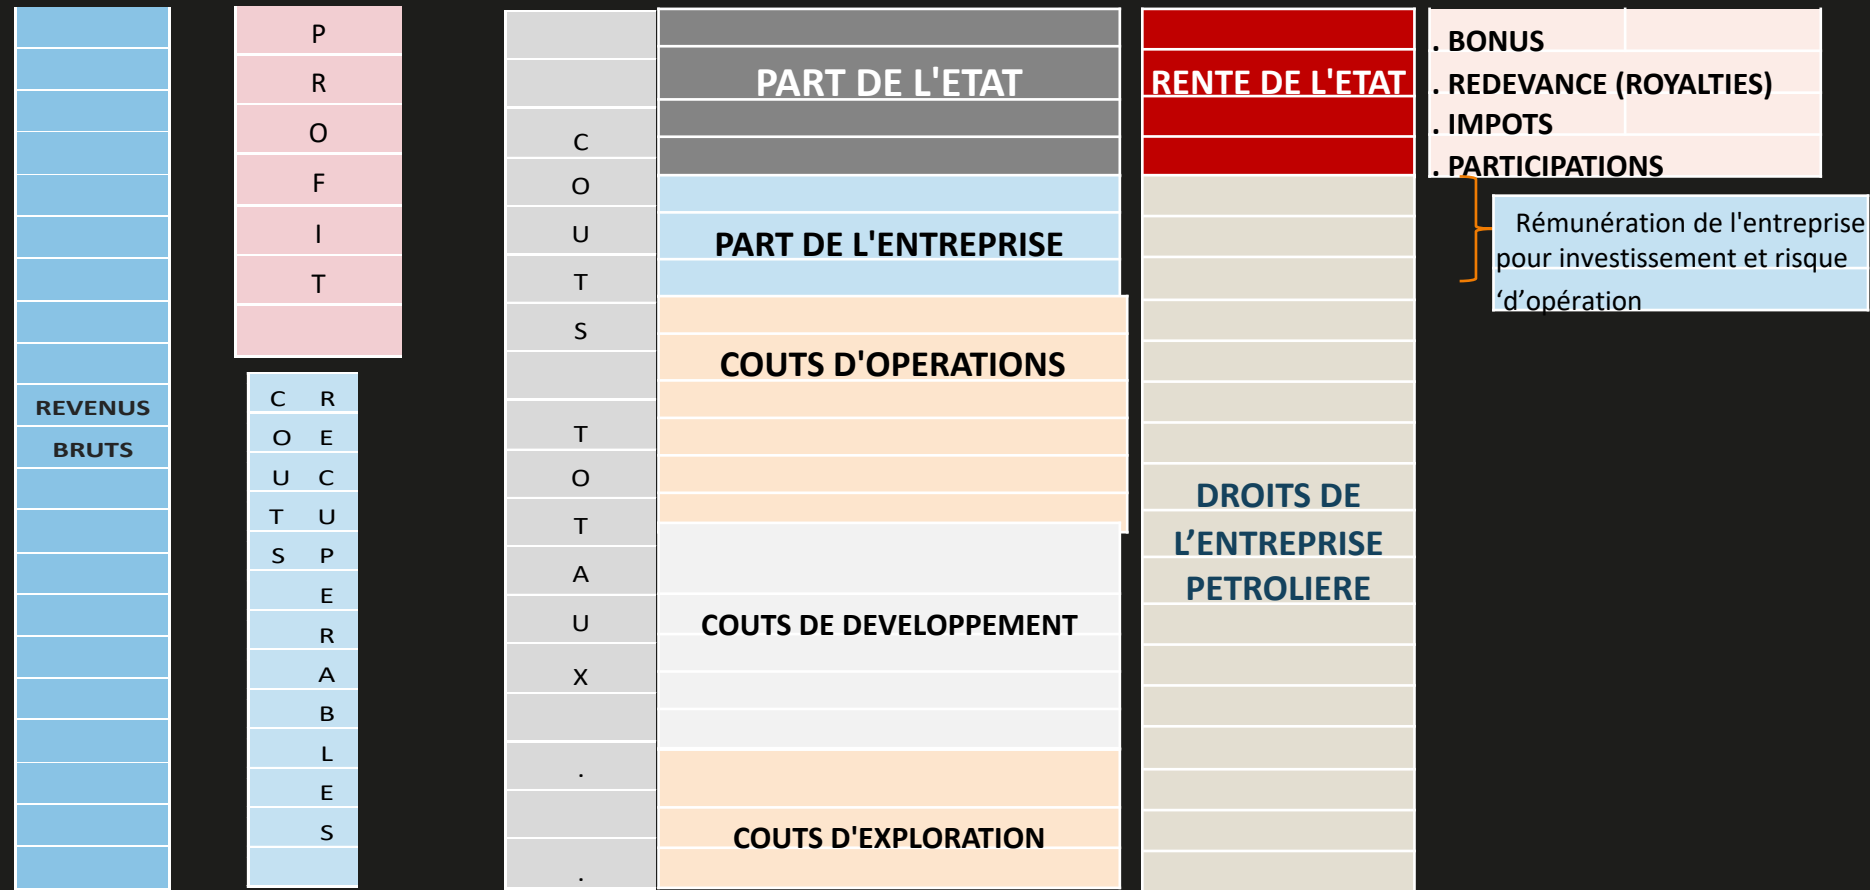 REVENUS
BRUTS
P
R
O
F
I
T
C R
O E
U C
T U
S P
E
R
A
B
L
E
S
C
O
U
T
S
T
O
T
A
U
X
.
.
PART DE L'ETAT
PART DE L'ENTREPRISE
COUTS D'OPERATIONS
COUTS DE DEVELOPPEMENT
COUTS D'EXPLORATION
RENTE DE L'ETAT
DROITS DE
L’ENTREPRISE
PETROLIERE
. BONUS
. REDEVANCE (ROYALTIES)
. IMPOTS
. PARTICIPATIONS
Rémunération de l'entreprise
pour investissement et risque
‘d’opération